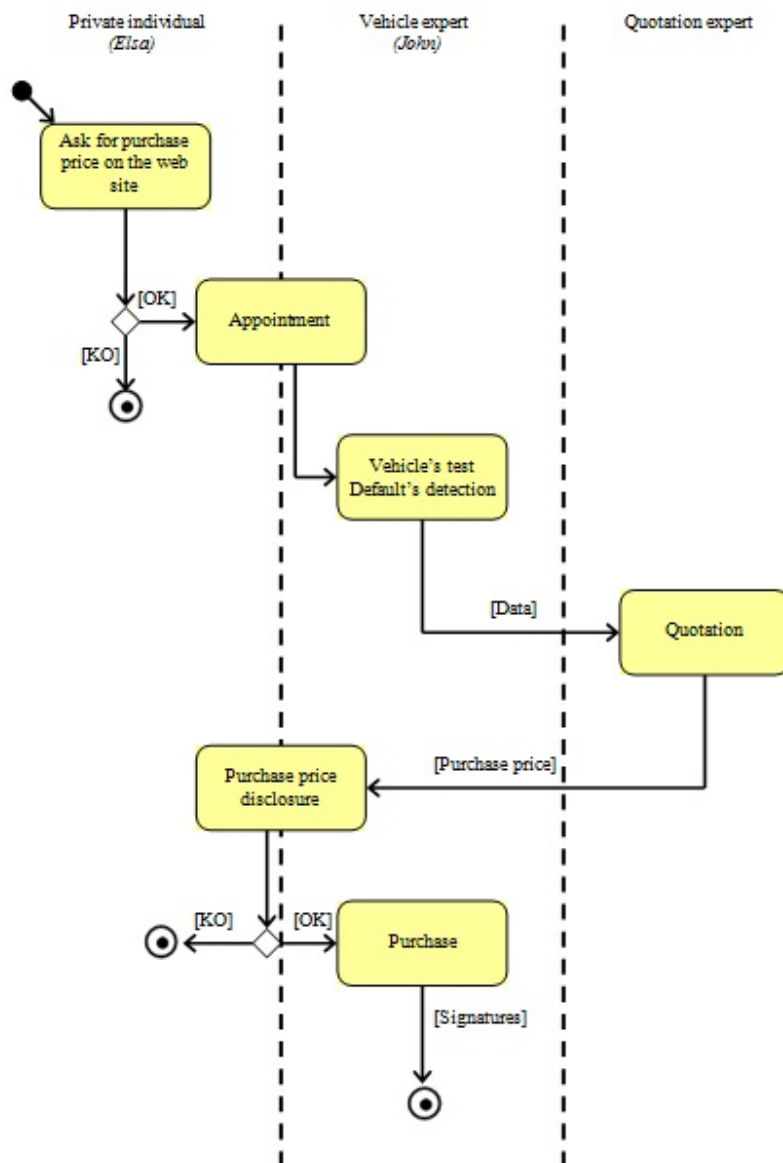 Private individual
(Elsa)
Vehicle expert
(John)
Quotation expert
Ask for purchase
price on the web
site
[OK]
Appointment
[KO]
Vehicle's test
Default's detection
[Data]
Quotation
[Purchase price]
Purchase price
disclosure
[KO]
[OK]
Purchase
[Signatures]